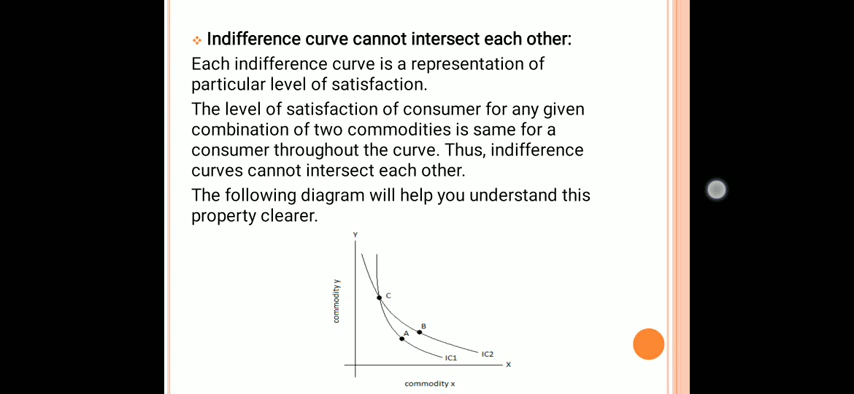 Indifference curve cannot intersect each other:
Each indifference curve is a representation of
particular level of satisfaction.
The level of satisfaction of consumer for any given
combination of two commodities is same for a
consumer throughout the curve. Thus, indifference
curves cannot intersect each other.
The following diagram will help you understand this
property clearer.
Y
commodity y
C
B
A
IC2
IC1
X
commodity x